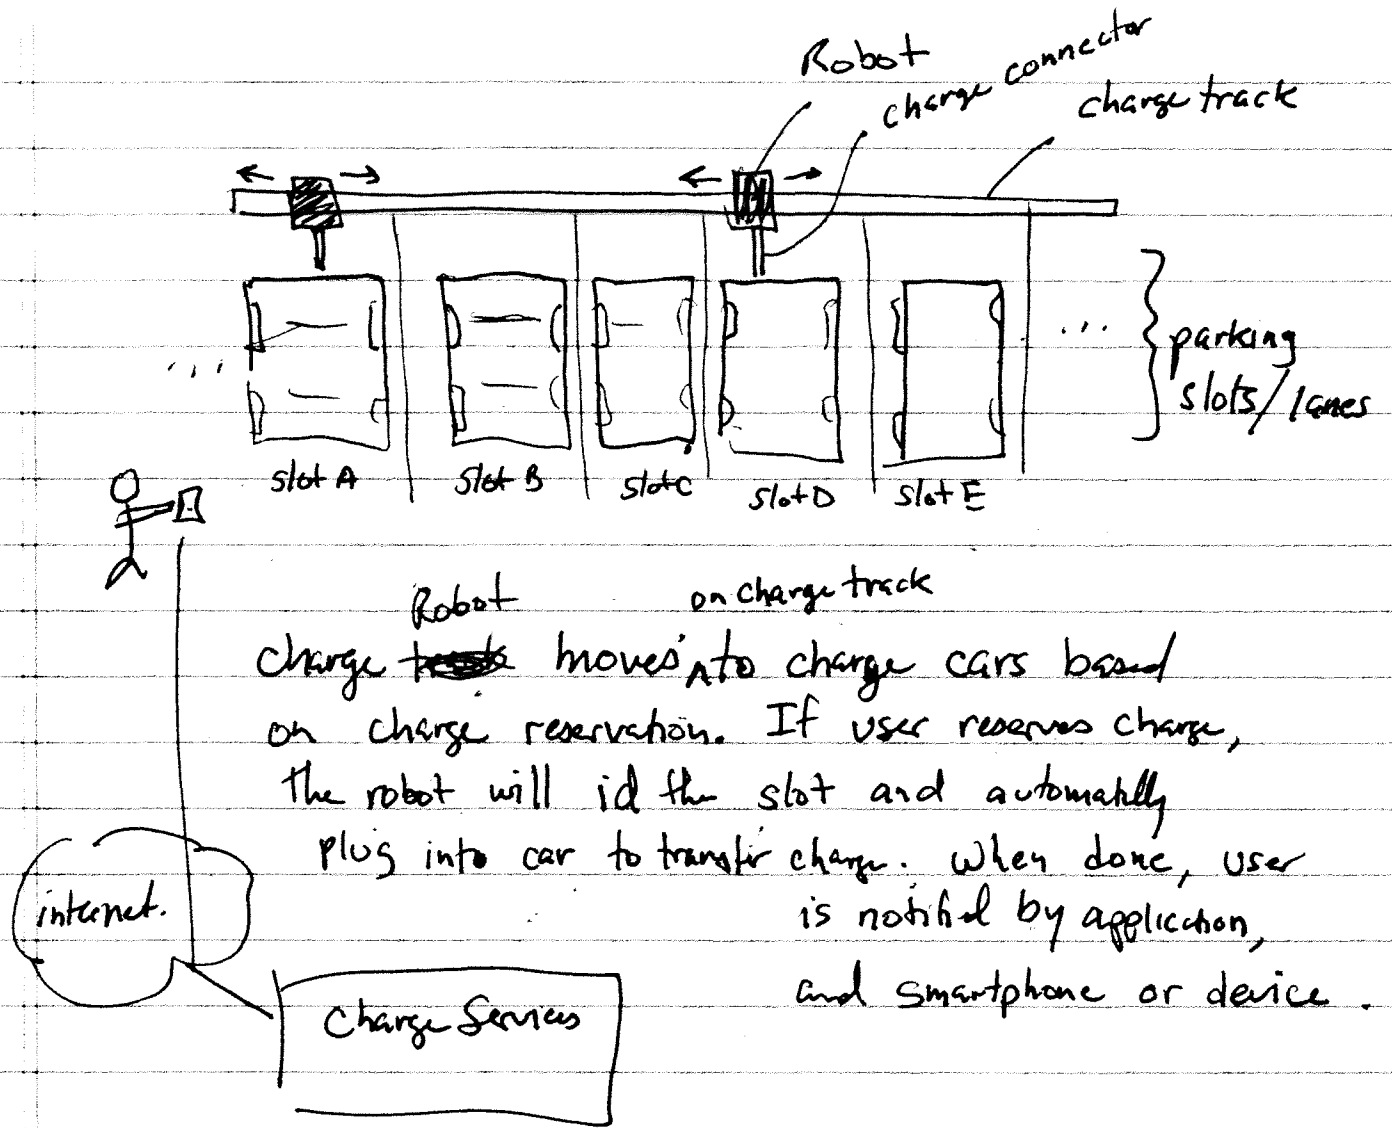 Robot
charge connector
charge track
parking
slots/lanes
slot A
slot B
slot C
slot D
slot E
Robot
on charge track
charge moves ^ to charge cars based
on charge reservation. If user reserves charge,
the robot will id the slot and automatilly
plug into car to transfer charge. When done, user
is notified by application,
and smartphone or device.
internet.
Charge Services